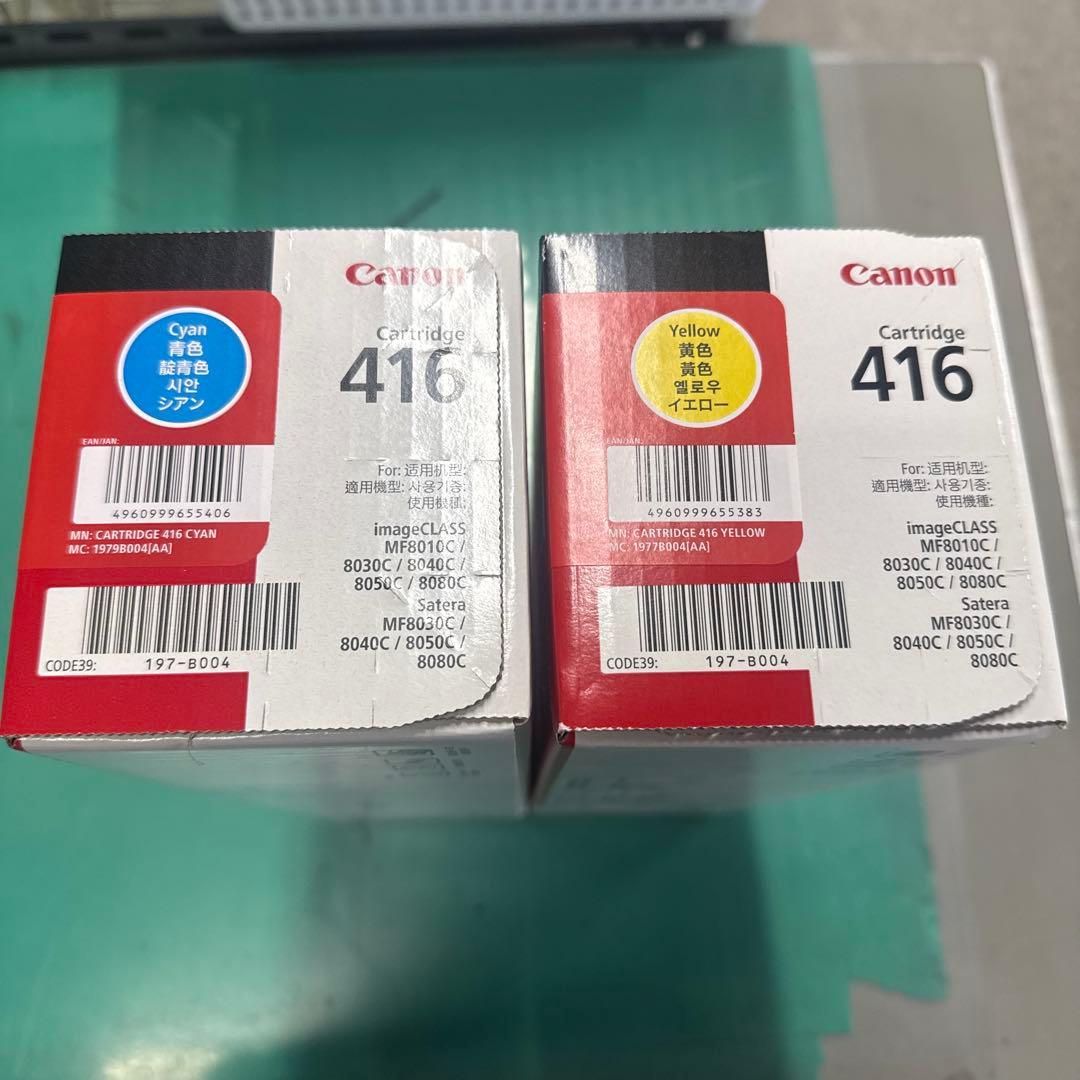 Canon
Cartridge
416
Cyan
青色
靛青色
시안
シアン
EAN/JAN:
4960999655406
MN: CARTRIDGE 416 CYAN
MC: 1979B004[AA]
For: 适用机型:
適用機型: 사용기종:
使用機種:
imageCLASS
MF8010C /
8030C / 8040C /
8050C / 8080C
Satera
MF8030C /
8040C / 8050C /
8080C
CODE39:
197-B004
Canon
Cartridge
416
Yellow
黄色
黃色
옐로우
イエロー
EAN/JAN:
4960999655383
MN: CARTRIDGE 416 YELLOW
MC: 1977B004[AA]
For: 适用机型:
適用機型: 사용기종:
使用機種:
imageCLASS
MF8010C /
8030C / 8040C /
8050C / 8080C
Satera
MF8030C /
8040C / 8050C /
8080C
CODE39:
197-B004